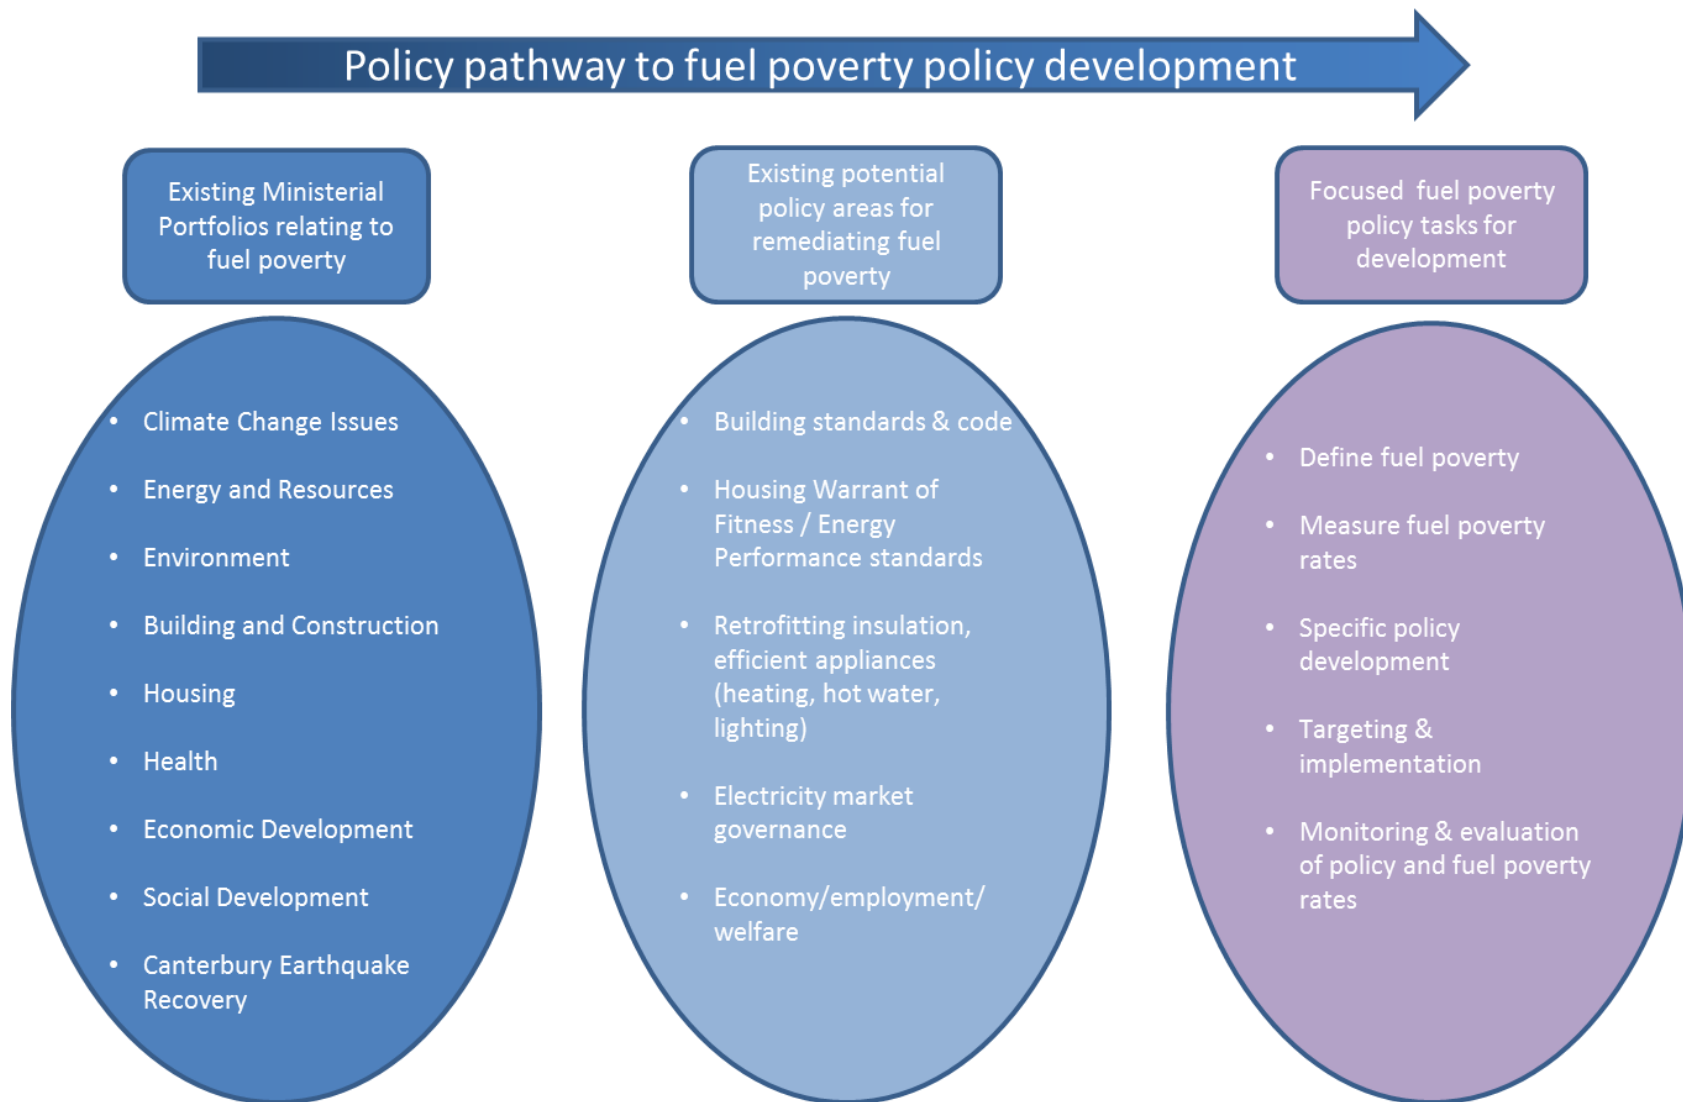 Policy pathway to fuel poverty policy development
Existing Ministerial
Portfolios relating to
fuel poverty
Existing potential
policy areas for
remediating fuel
poverty
Focused fuel poverty
policy tasks for
development
• Climate Change Issues
• Energy and Resources
• Environment
• Building and Construction
• Housing
• Health
• Economic Development
• Social Development
• Canterbury Earthquake
Recovery
• Building standards & code
• Housing Warrant of
Fitness / Energy
Performance standards
• Retrofitting insulation,
efficient appliances
(heating, hot water,
lighting)
• Electricity market
governance
• Economy/employment/
welfare
• Define fuel poverty
• Measure fuel poverty
rates
• Specific policy
development
• Targeting &
implementation
• Monitoring & evaluation
of policy and fuel poverty
rates